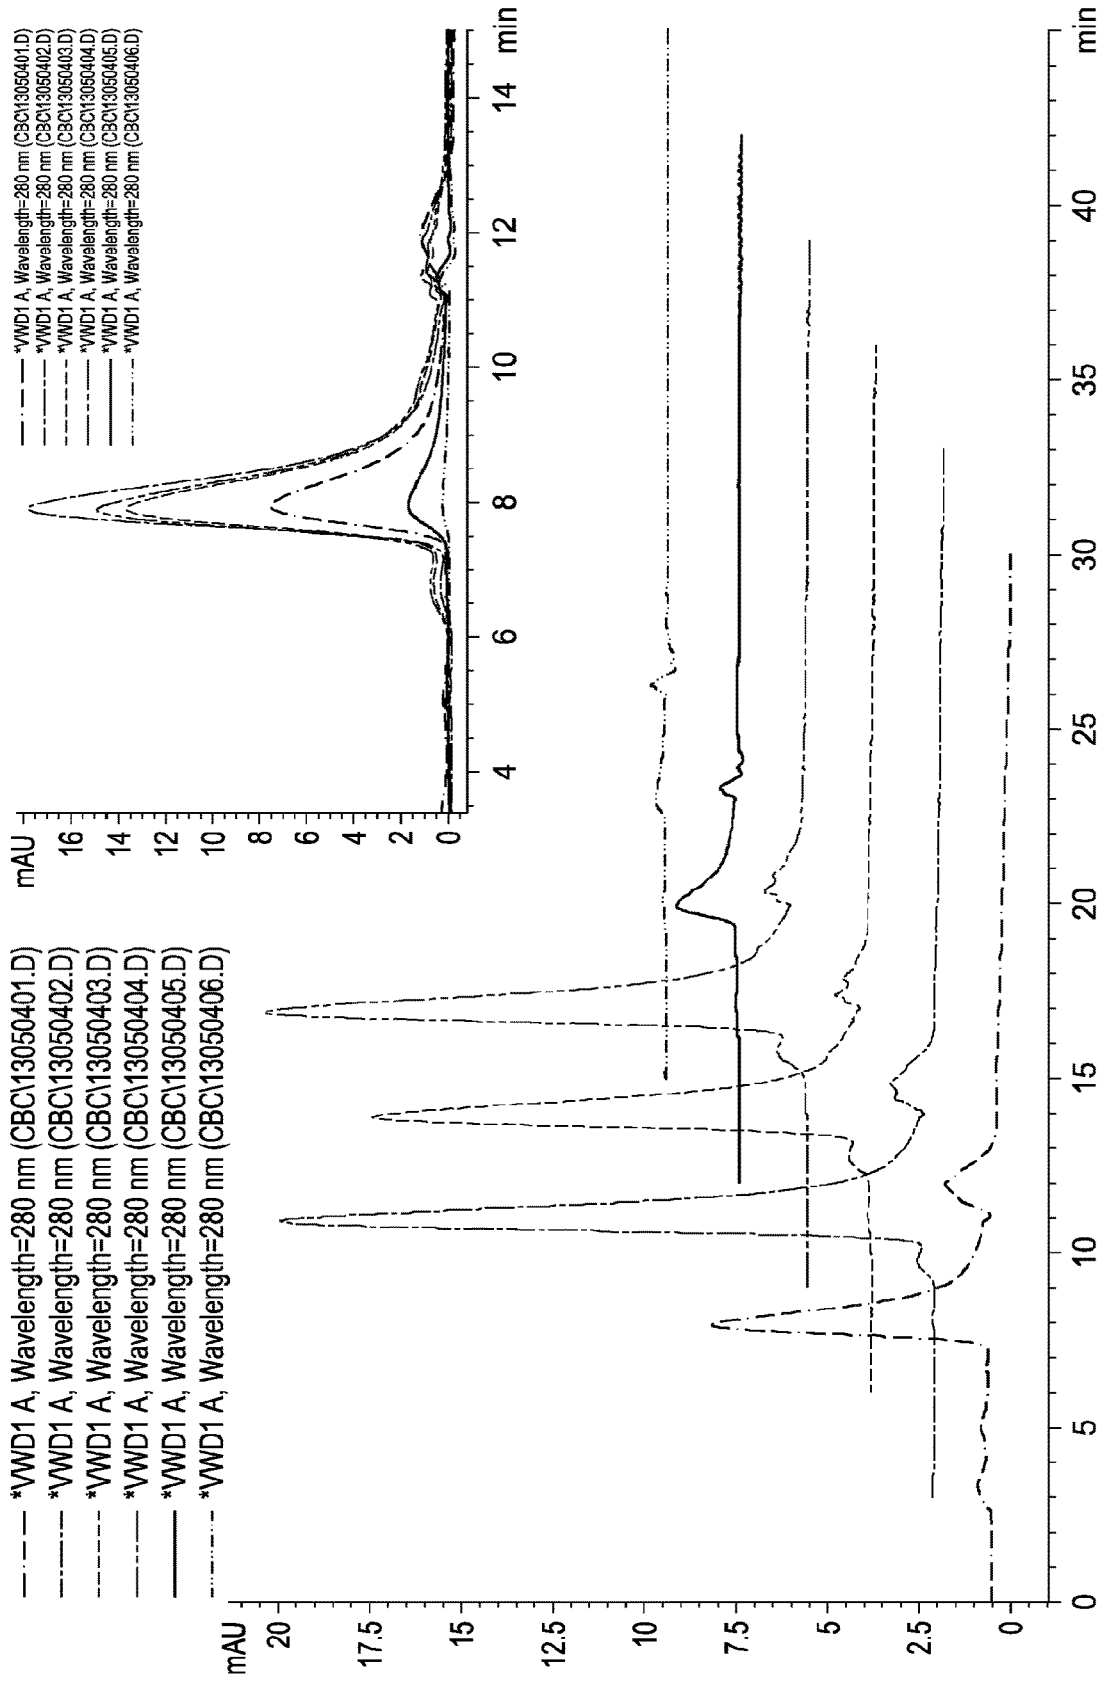 *VWD1 A, Wavelength=280 nm (CBC\13050401.D)
*VWD1 A, Wavelength=280 nm (CBC\13050402.D)
*VWD1 A, Wavelength=280 nm (CBC\13050403.D)
*VWD1 A, Wavelength=280 nm (CBC\13050404.D)
*VWD1 A, Wavelength=280 nm (CBC\13050405.D)
*VWD1 A, Wavelength=280 nm (CBC\13050406.D)
*VWD1 A, Wavelength=280 nm (CBC\13050401.D)
*VWD1 A, Wavelength=280 nm (CBC\13050402.D)
*VWD1 A, Wavelength=280 nm (CBC\13050403.D)
*VWD1 A, Wavelength=280 nm (CBC\13050404.D)
*VWD1 A, Wavelength=280 nm (CBC\13050405.D)
*VWD1 A, Wavelength=280 nm (CBC\13050406.D)
mAU
16
14
12
10
8
6
4
2
0
4 6 8 10 12 14 min
mAU
20
17.5
15
12.5
10
7.5
5
2.5
0
0 5 10 15 20 25 30 35 40 min